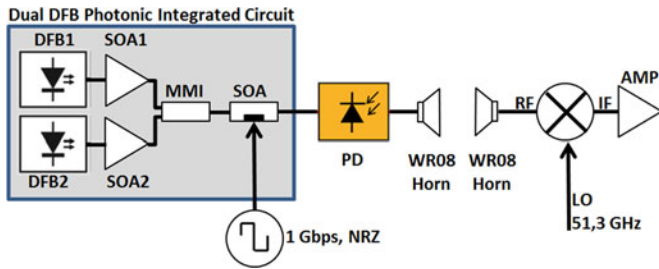 Dual DFB Photonic Integrated Circuit
DFB1
SOA1
MMI
SOA
DFB2
SOA2
PD
WR08
Horn
WR08
Horn
RF
IF
AMP
LO
51,3 GHz
1 Gbps, NRZ